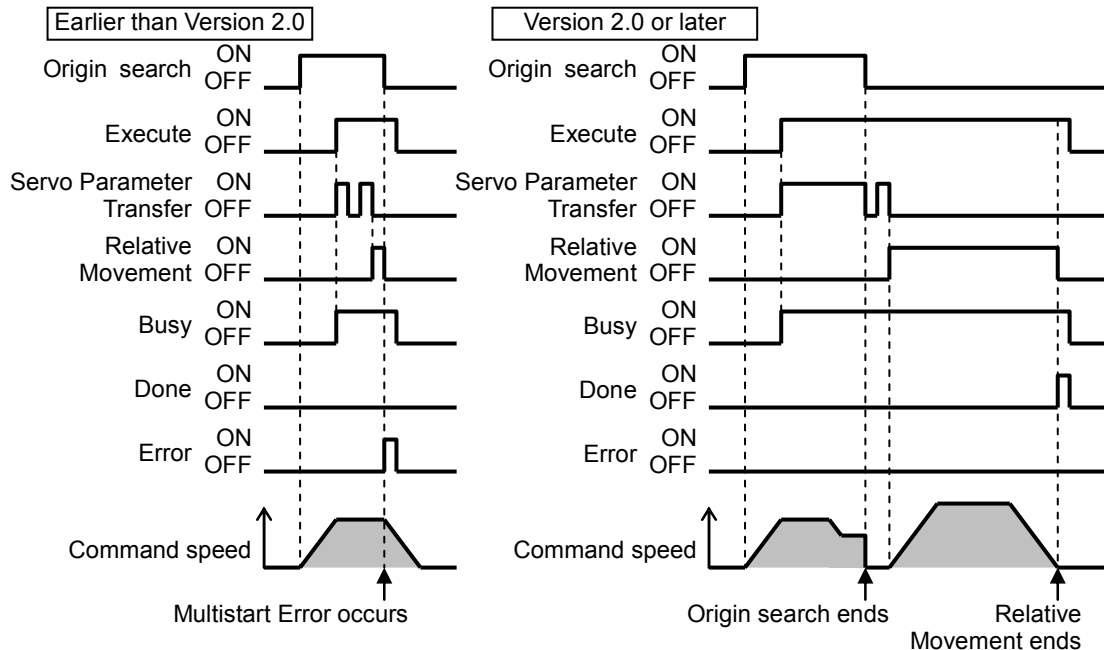 Earlier than Version 2.0
Origin search ON
OFF
Execute ON
OFF
Servo Parameter ON
Transfer OFF
Relative ON
Movement OFF
Busy ON
OFF
Done ON
OFF
Error ON
OFF
Command speed
Multistart Error occurs
Version 2.0 or later
Origin search ON
OFF
Execute ON
OFF
Servo Parameter ON
Transfer OFF
Relative ON
Movement OFF
Busy ON
OFF
Done ON
OFF
Error ON
OFF
Command speed
Origin search ends
Relative
Movement ends